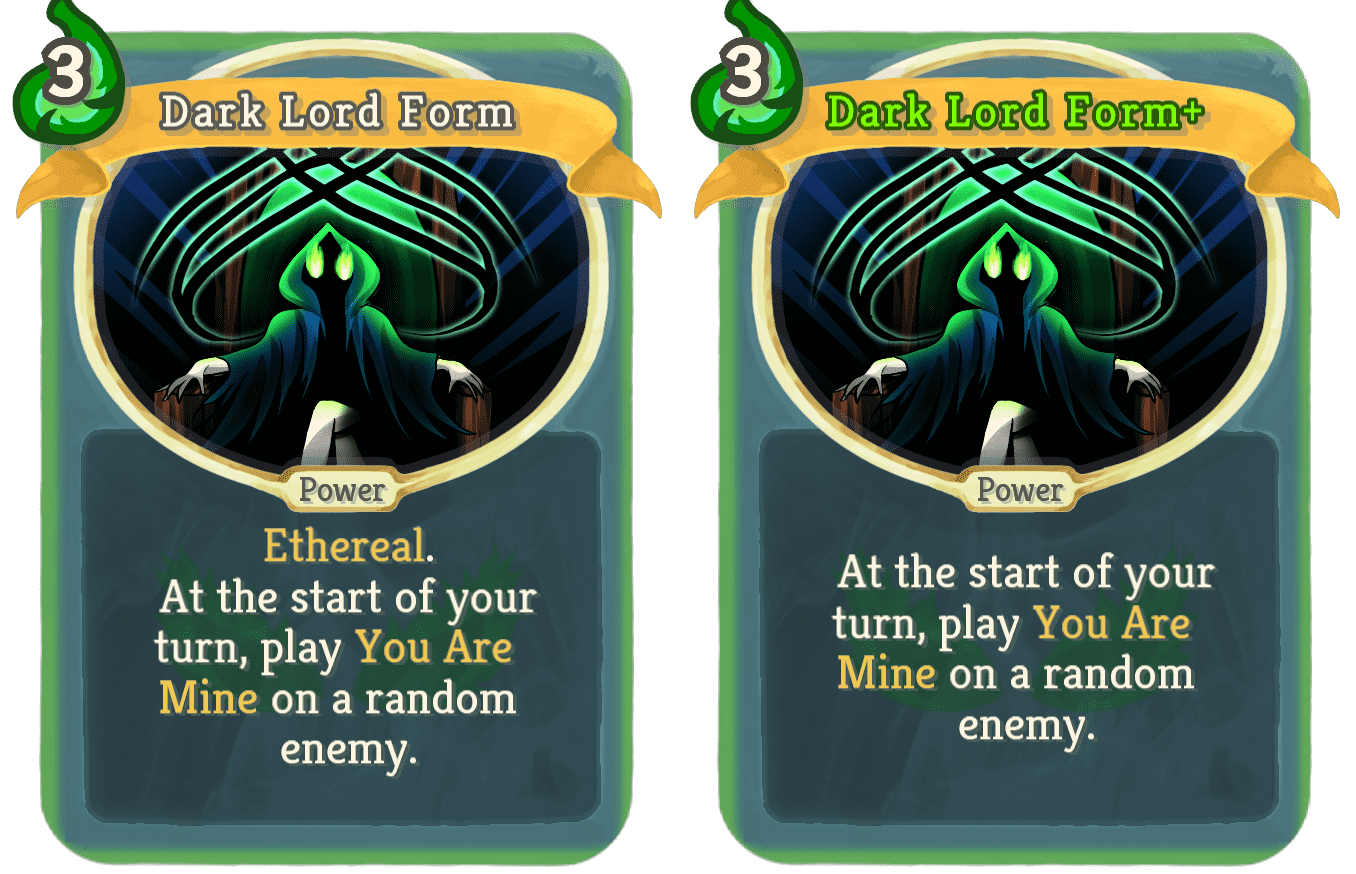 3
Dark Lord Form
Power
Ethereal.
At the start of your
turn, play You Are
Mine on a random
enemy.
3
Dark Lord Form+
Power
At the start of your
turn, play You Are
Mine on a random
enemy.